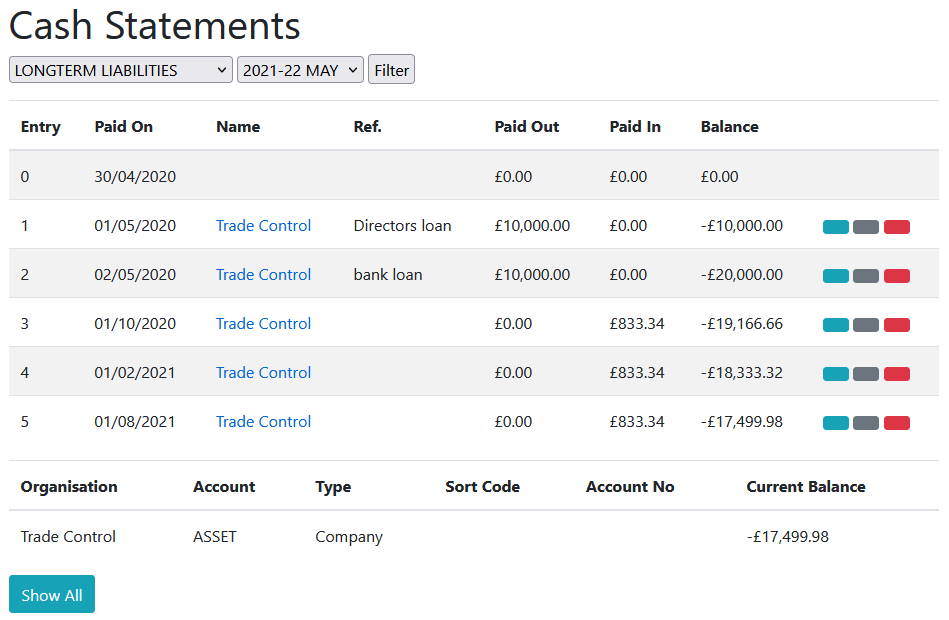 Cash Statements
LONGTERM LIABILITIES 2021-22 MAY Filter
Entry Paid On Name Ref. Paid Out Paid In Balance
0 30/04/2020 £0.00 £0.00 £0.00
1 01/05/2020 Trade Control Directors loan £10,000.00 £0.00 -£10,000.00
2 02/05/2020 Trade Control bank loan £10,000.00 £0.00 -£20,000.00
3 01/10/2020 Trade Control £0.00 £833.34 -£19,166.66
4 01/02/2021 Trade Control £0.00 £833.34 -£18,333.32
5 01/08/2021 Trade Control £0.00 £833.34 -£17,499.98
Organisation Account Type Sort Code Account No Current Balance
Trade Control ASSET Company -£17,499.98
Show All